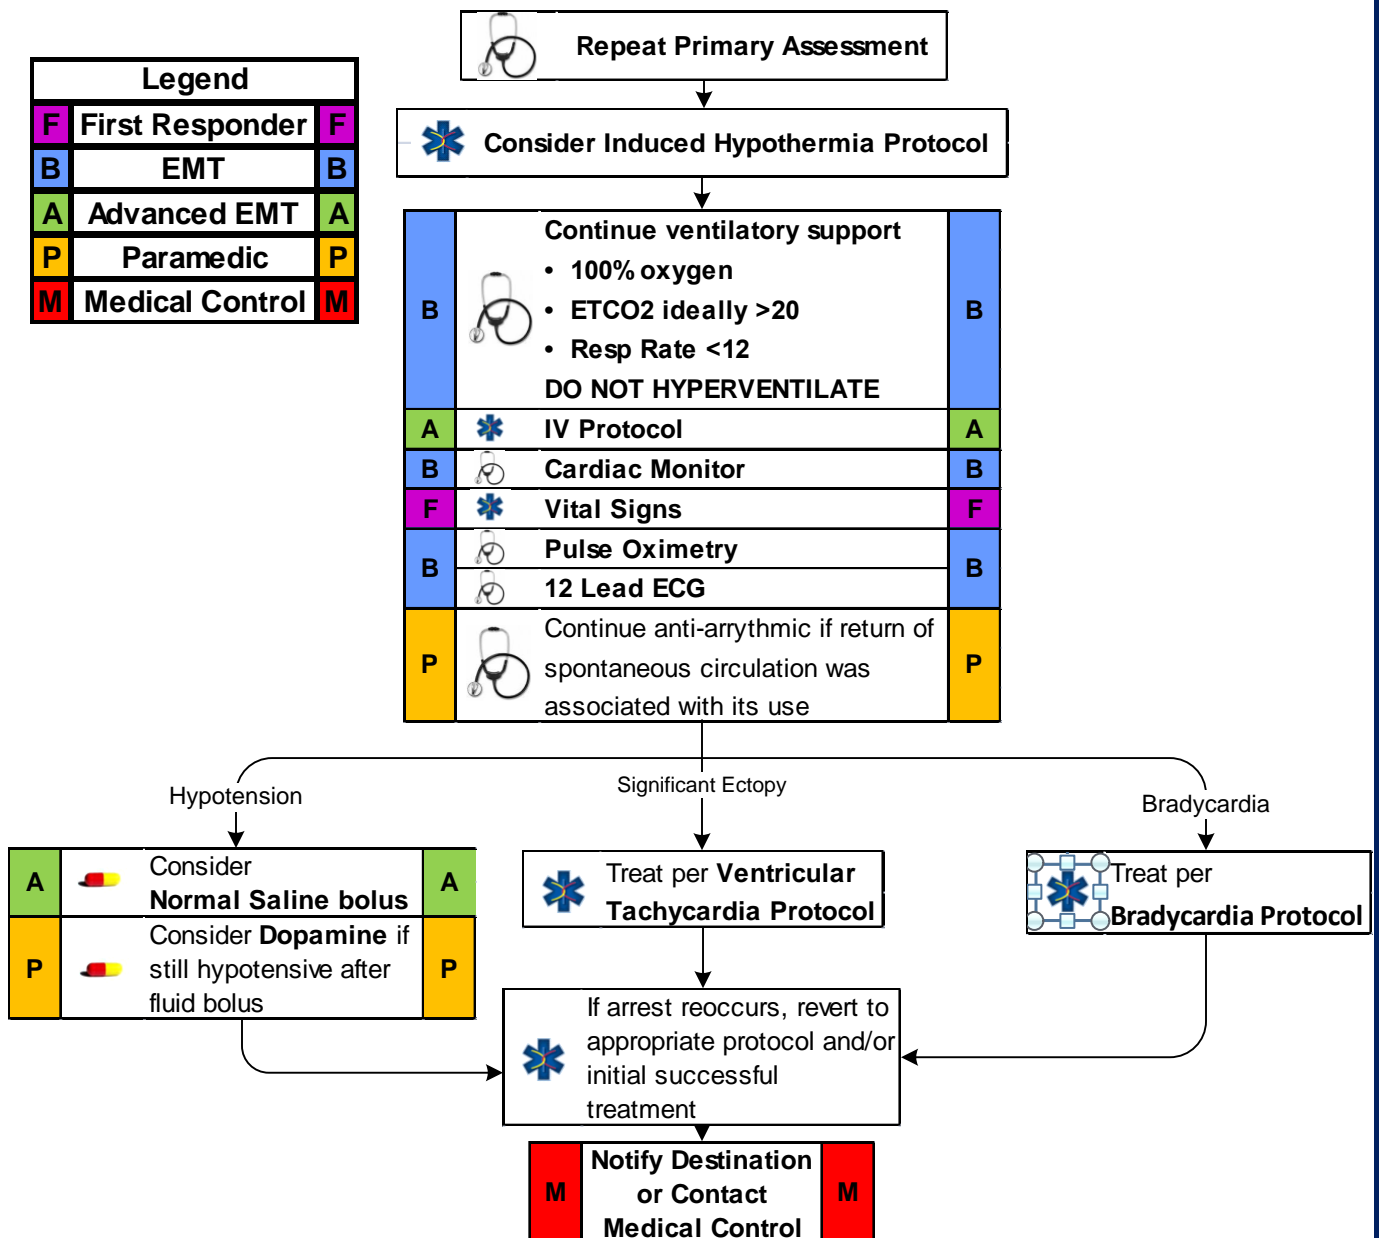 Repeat Primary Assessment
Legend
F First Responder F
B EMT B
A Advanced EMT A
P Paramedic P
M Medical Control M
Consider Induced Hypothermia Protocol
Continue ventilatory support
• 100% oxygen
• ETCO2 ideally >20
B B
• Resp Rate <12
DO NOT HYPERVENTILATE
A IV Protocol A
B Cardiac Monitor B
F Vital Signs F
Pulse Oximetry
B B
12 Lead ECG
Continue anti-arrythmic if return of
P spontaneous circulation was P
associated with its use
Hypotension
Significant Ectopy
Bradycardia
A Consider A
Normal Saline bolus
Consider Dopamine if
P still hypotensive after P
fluid bolus
Treat per Ventricular
Tachycardia Protocol
Treat per
Bradycardia Protocol
If arrest reoccurs, revert to
appropriate protocol and/or
initial successful
treatment
Notify Destination
M or Contact M
Medical Control